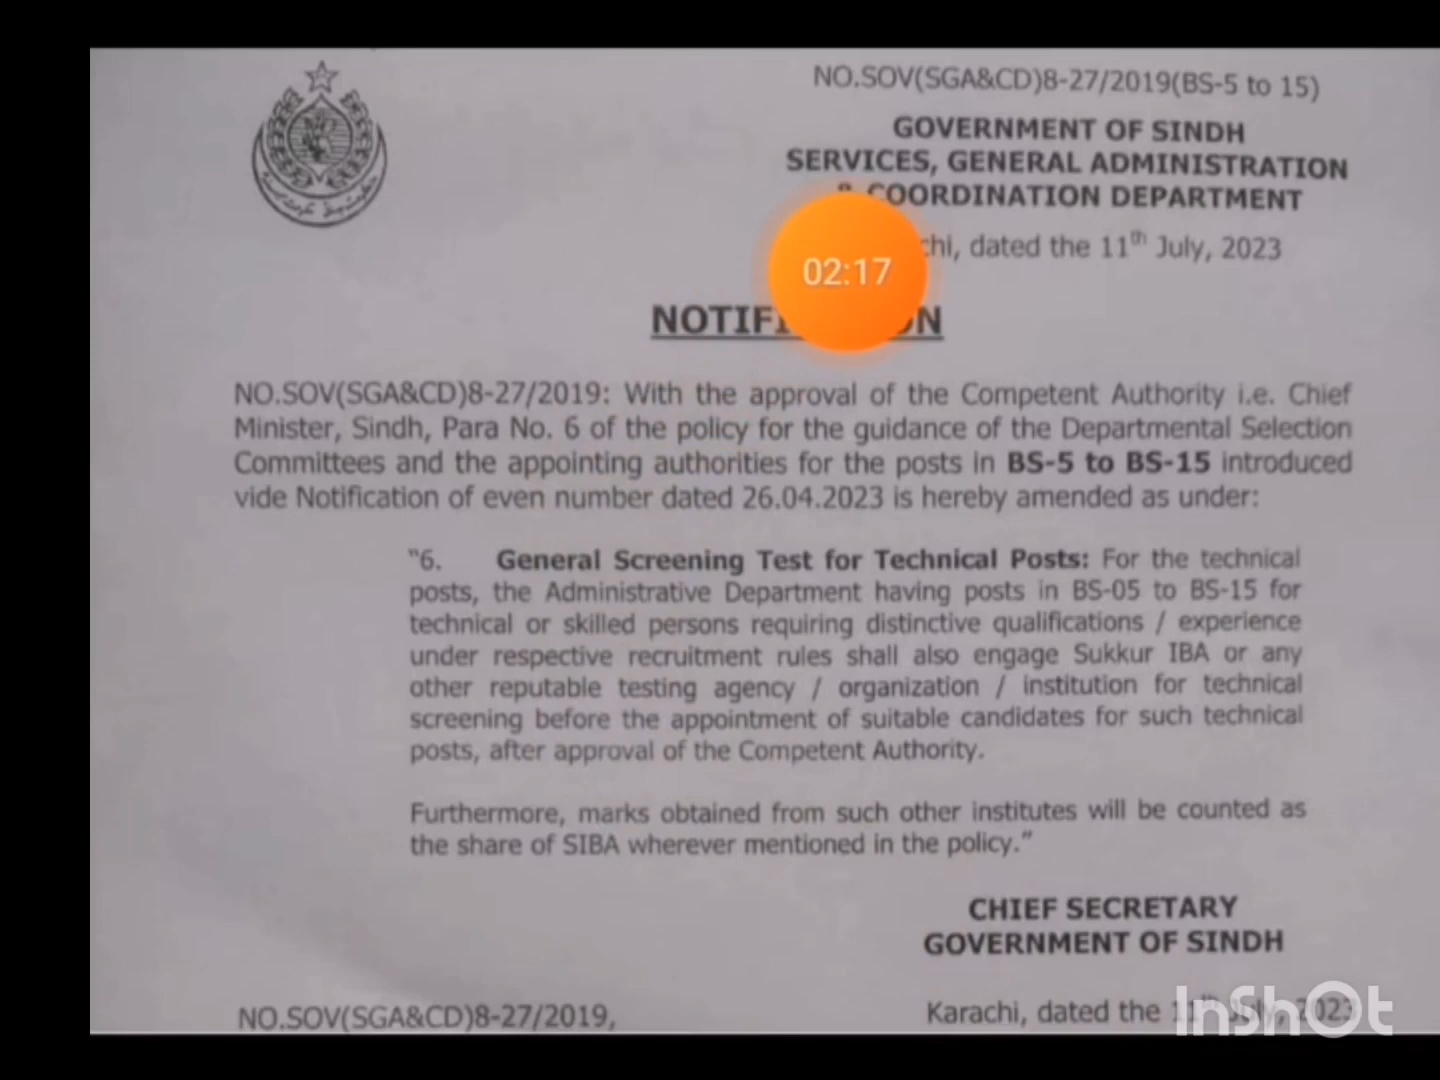 NO.SOV(SGA&CD)8-27/2019(BS-5 to 15)
GOVERNMENT OF SINDH
SERVICES, GENERAL ADMINISTRATION
COORDINATION DEPARTMENT
dated the 11th July, 2023
02:17
NO.SOV(SGA&CD)8-27/2019: With the approval of the Competent Authority i.e. Chief
Minister, Sindh, Para No. 6 of the policy for the guidance of the Departmental Selection
Committees and the appointing authorities for the posts in BS-5 to BS-15 introduced
vide Notification of even number dated 26.04.2023 is hereby amended as under:
"6. General Screening Test for Technical Posts: For the technical
posts, the Administrative Department having posts in BS-05 to BS-15 for
technical or skilled persons requiring distinctive qualifications / experience
under respective recruitment rules shall also engage Sukkur IBA or any
other reputable testing agency / organization / institution for technical
screening before the appointment of suitable candidates for such technical
posts, after approval of the Competent Authority.
Furthermore, marks obtained from such other institutes will be counted as
the share of SIBA wherever mentioned in the policy."
CHIEF SECRETARY
GOVERNMENT OF SINDH
NO.SOV(SGA&CD)8-27/2019,
Karachi, dated the 11th July, 2023
InShOt